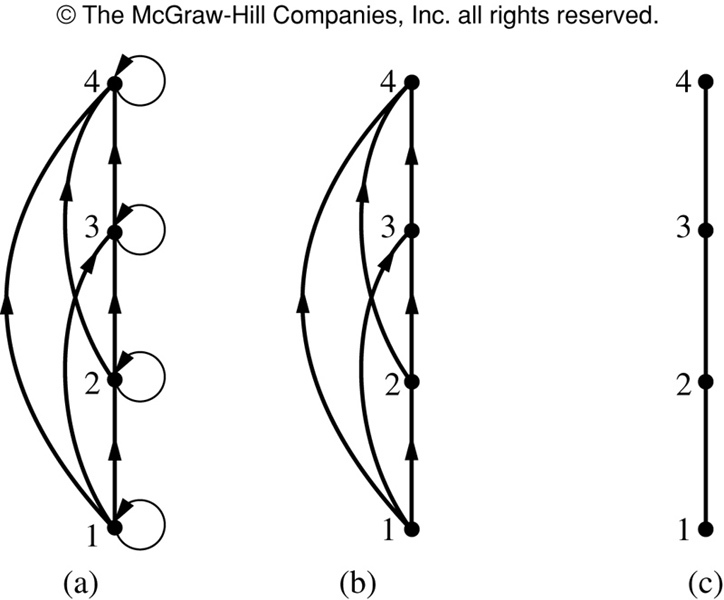 © The McGraw-Hill Companies, Inc. all rights reserved.
4 4 4
3 3 3
2 2 2
1 1 1
(a) (b) (c)